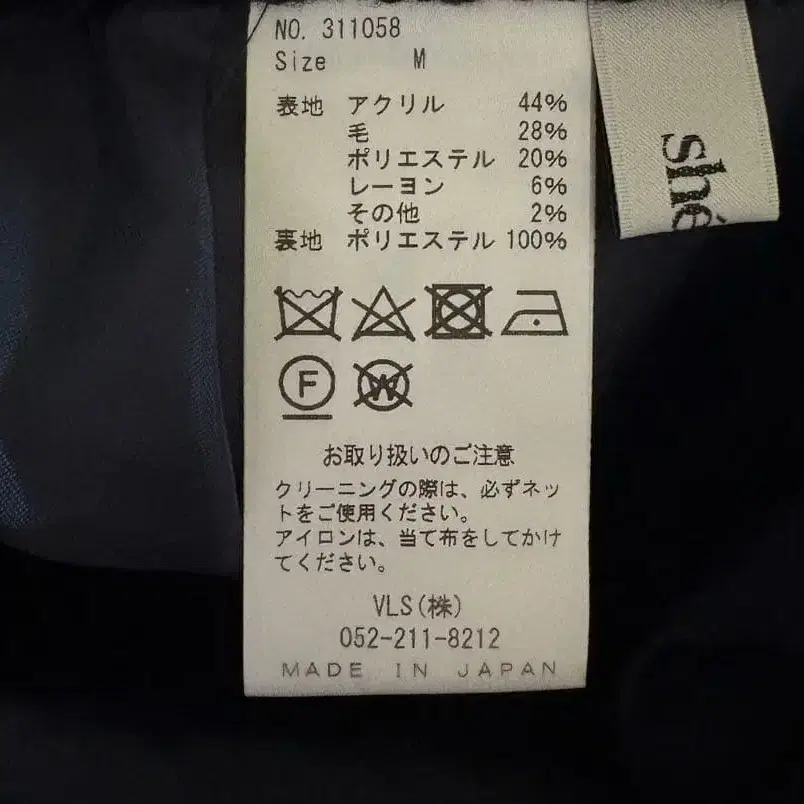 NO. 311058
Size M
表地 アクリル 44%
毛 28%
ポリエステル 20%
レーヨン 6%
その他 2%
裏地 ポリエステル 100%
F
W
お取り扱いのご注意
クリーニングの際は、必ずネッ
トをご使用ください。
アイロンは、当て布をしてかけ
てください。
VLS(株)
052-211-8212
MADE IN JAPAN
shé